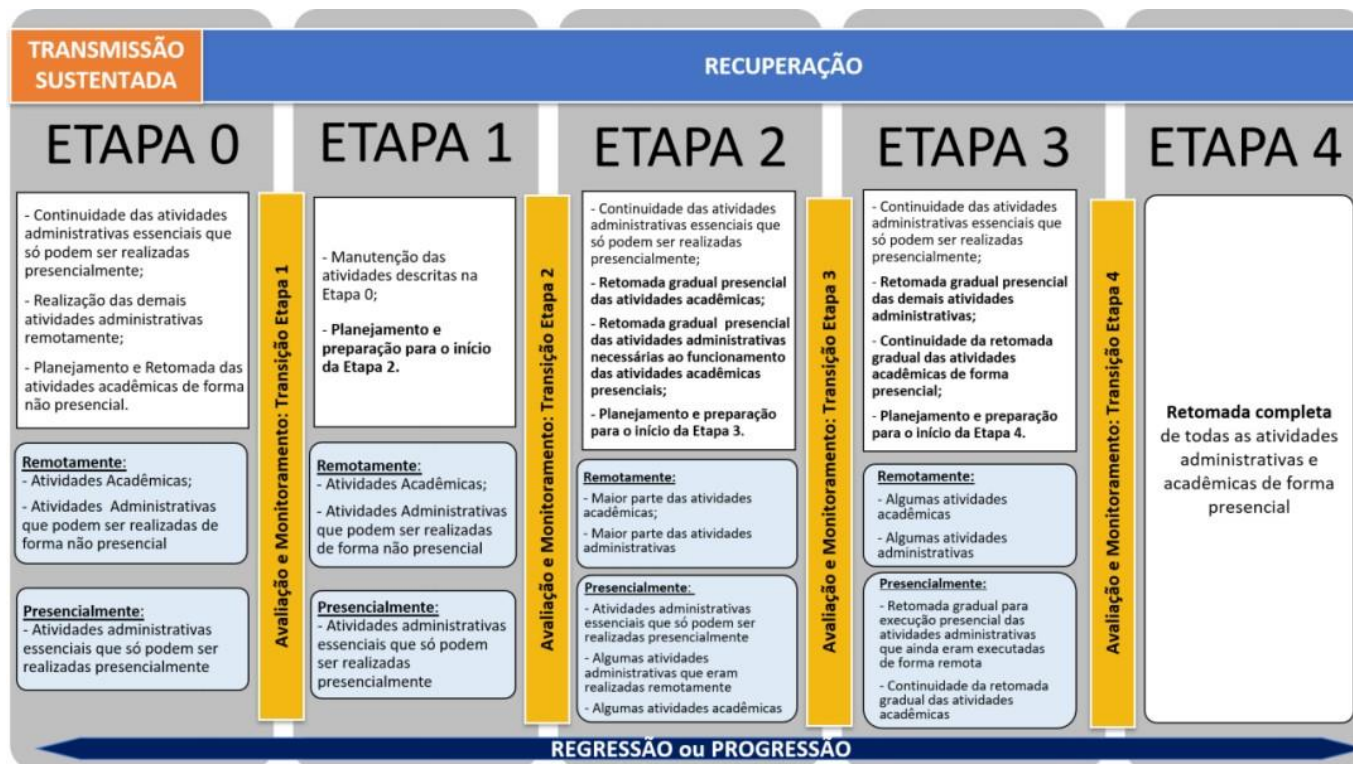 TRANSMISSÃO
SUSTENTADA
RECUPERAÇÃO
ETAPA 0
- Continuidade das atividades
administrativas essenciais que
só podem ser realizadas
presencialmente;
- Realização das demais
atividades administrativas
remotamente;
- Planejamento e Retomada das
atividades acadêmicas de forma
não presencial.
Remotamente:
- Atividades Acadêmicas;
- Atividades Administrativas
que podem ser realizadas de
forma não presencial
Presencialmente:
- Atividades administrativas
essenciais que só podem ser
realizadas presencialmente
Avaliação e Monitoramento: Transição Etapa 1
ETAPA 1
- Manutenção das
atividades descritas na
Etapa 0;
- Planejamento e
preparação para o início
da Etapa 2.
Remotamente:
- Atividades Acadêmicas;
- Atividades Administrativas
que podem ser realizadas
de forma não presencial
Presencialmente:
- Atividades administrativas
essenciais que só podem
ser realizadas
presencialmente
Avaliação e Monitoramento: Transição Etapa 2
ETAPA 2
- Continuidade das atividades
administrativas essenciais que só
podem ser realizadas
presencialmente;
- Retomada gradual presencial
das atividades acadêmicas;
- Retomada gradual presencial
das atividades administrativas
necessárias ao funcionamento
das atividades acadêmicas
presenciais;
- Planejamento e preparação
para o início da Etapa 3.
Remotamente:
- Maior parte das atividades
acadêmicas;
- Maior parte das atividades
administrativas
Presencialmente:
- Atividades administrativas
essenciais que só podem ser
realizadas presencialmente
- Algumas atividades
administrativas que eram
realizadas remotamente
- Algumas atividades acadêmicas
Avaliação e Monitoramento: Transição Etapa 3
ETAPA 3
- Continuidade das atividades
administrativas essenciais que
só podem ser realizadas
presencialmente;
- Retomada gradual presencial
das demais atividades
administrativas;
- Continuidade da retomada
gradual das atividades
acadêmicas de forma
presencial;
- Planejamento e preparação
para o início da Etapa 4.
Remotamente:
- Algumas atividades
acadêmicas
- Algumas atividades
administrativas
Presencialmente:
- Retomada gradual para
execução presencial das
atividades administrativas
que ainda eram executadas
de forma remota
- Continuidade da retomada
gradual das atividades
acadêmicas
Avaliação e Monitoramento: Transição Etapa 4
ETAPA 4
Retomada completa
de todas as atividades
administrativas e
acadêmicas de forma
presencial
REGRESSÃO ou PROGRESSÃO